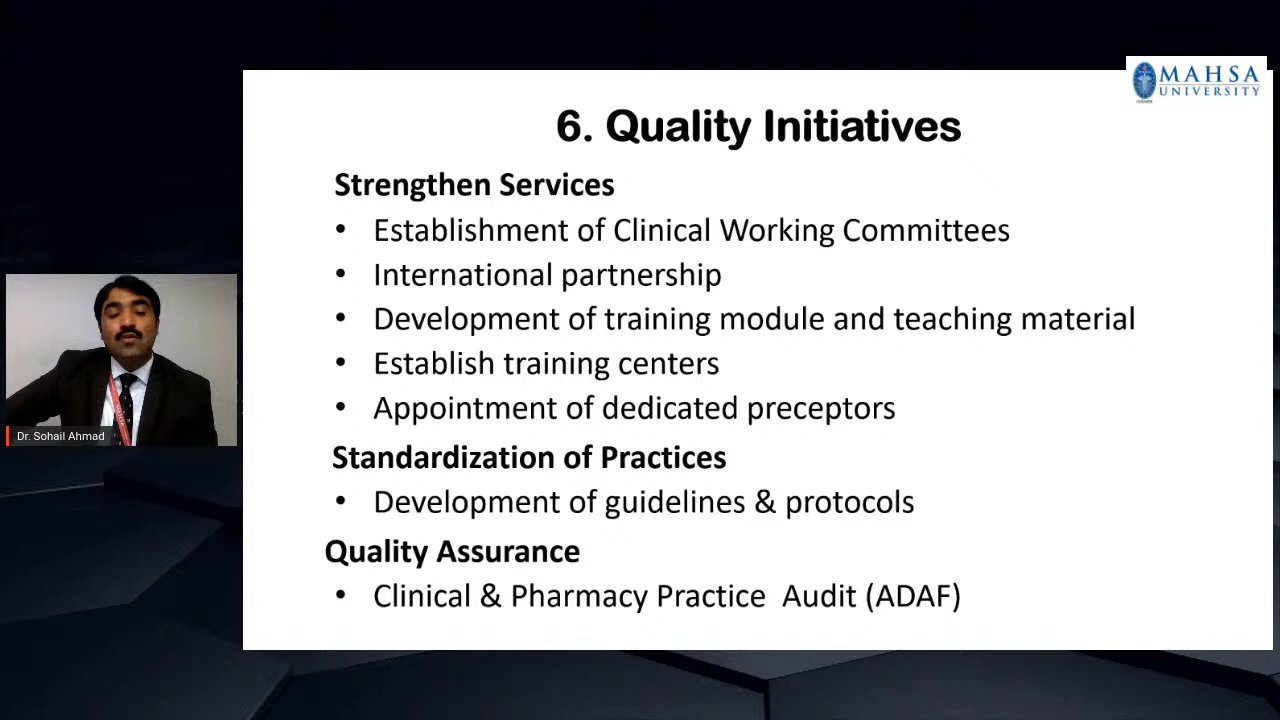 MAHSA
UNIVERSITY
6. Quality Initiatives
Strengthen Services
• Establishment of Clinical Working Committees
• International partnership
• Development of training module and teaching material
• Establish training centers
• Appointment of dedicated preceptors
Standardization of Practices
• Development of guidelines & protocols
Quality Assurance
• Clinical & Pharmacy Practice  Audit (ADAF)
Dr. Sohail Ahmad